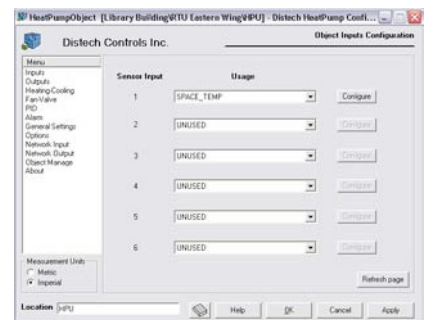 HeatPumpObject [Library Building\RTU Eastern Wing\HPU] - Distech HeatPump Confi...
Distech Controls Inc.
Object Inputs Configuration
Menu
Inputs
Outputs
Heating-Cooling
Fan-Valve
PID
Alarm
General Settings
Options
Network Input
Network Output
Object Manage
About
Sensor Input Usage
1 SPACE_TEMP Configure
2 UNUSED Configure
3 UNUSED Configure
4 UNUSED Configure
5 UNUSED Configure
6 UNUSED Configure
Measurement Units
Metric
Imperial
Refresh page
Location HPU Help OK Cancel Apply